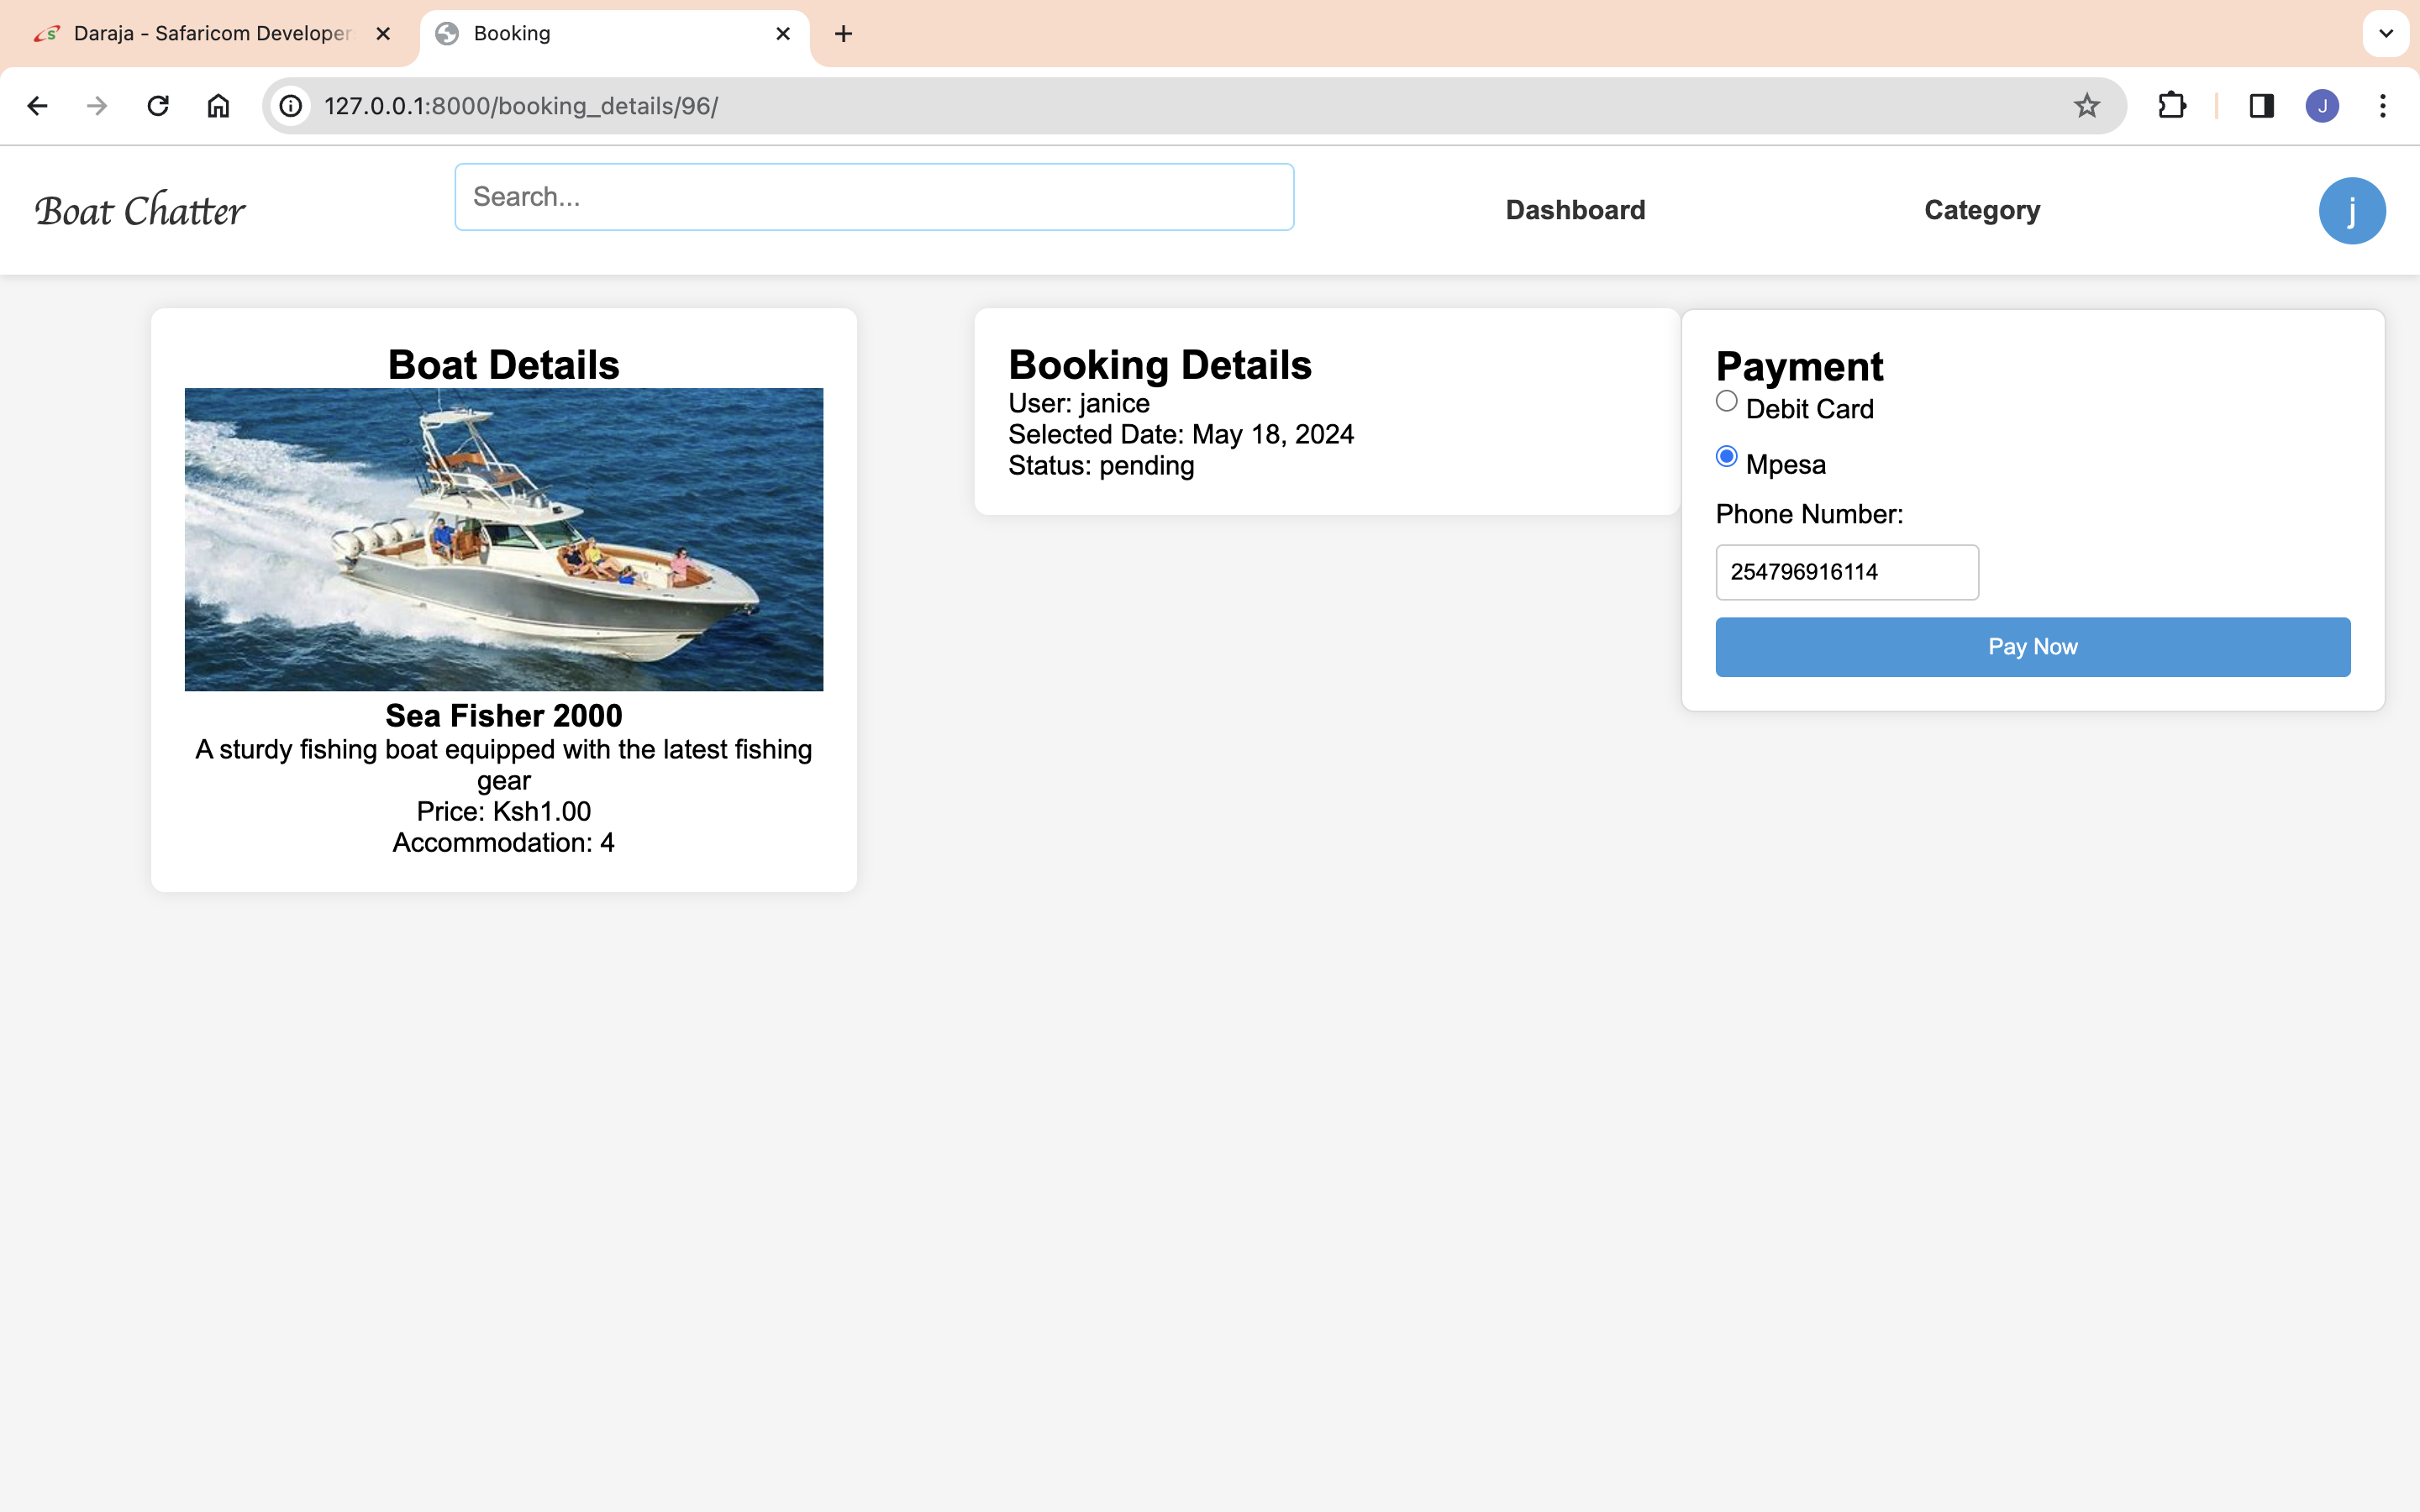 Daraja - Safaricom Developer
Booking
127.0.0.1:8000/booking_details/96/
J
Boat Chatter
Search...
Dashboard
Category
j
Boat Details
Sea Fisher 2000
A sturdy fishing boat equipped with the latest fishing
gear
Price: Ksh1.00
Accommodation: 4
Booking Details
User: janice
Selected Date: May 18, 2024
Status: pending
Payment
Debit Card
Mpesa
Phone Number:
254796916114
Pay Now